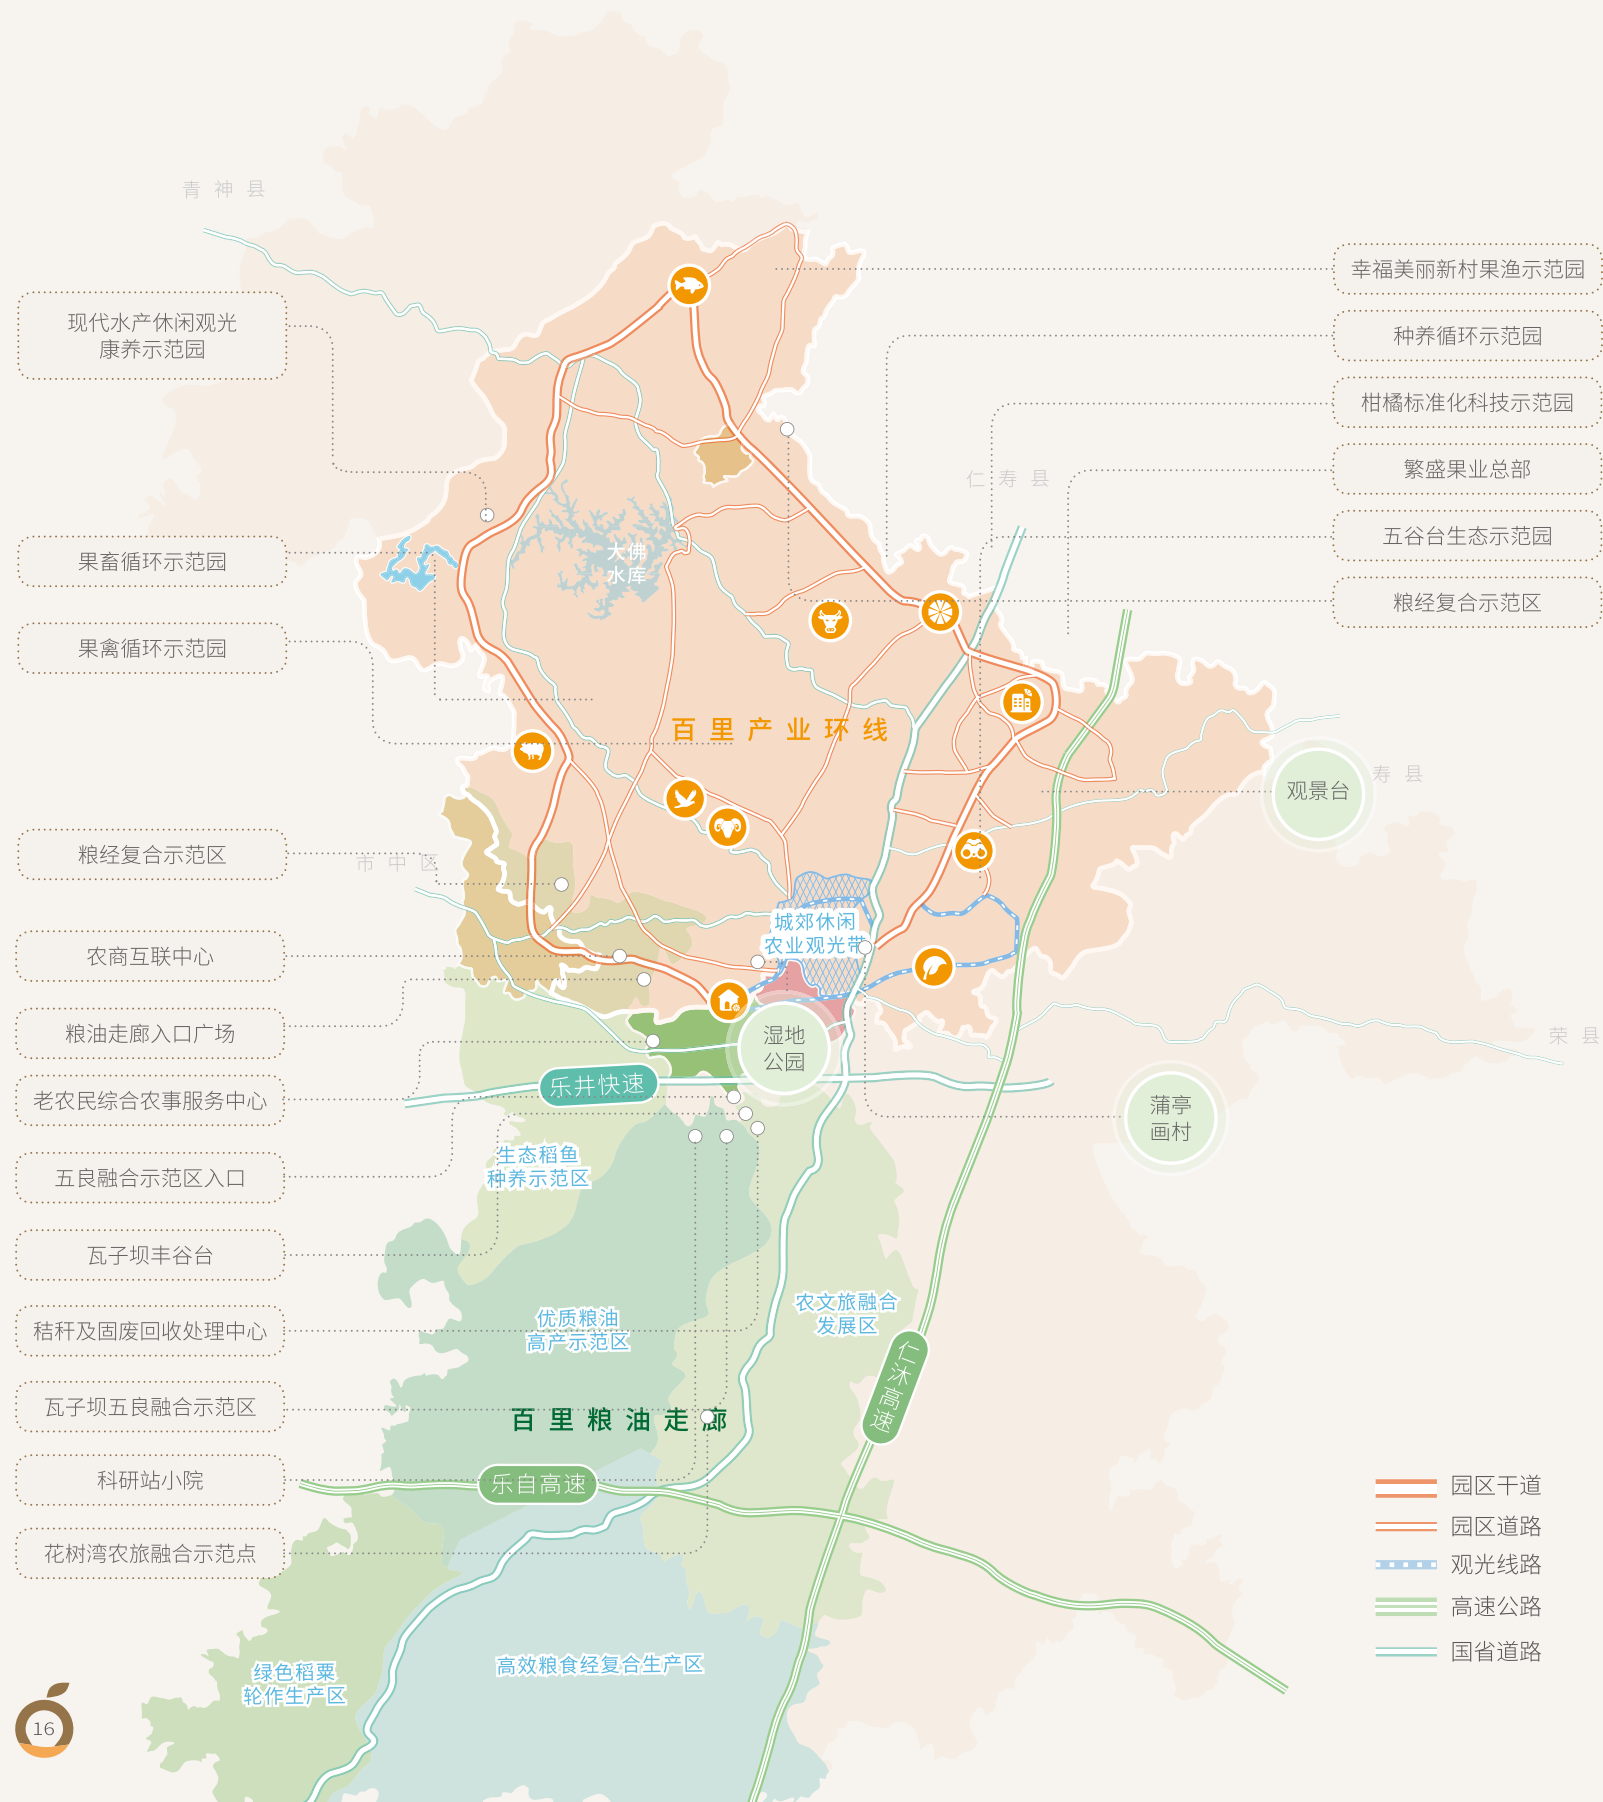 青神县
现代水产休闲观光
康养示范园
果畜循环示范园
果禽循环示范园
粮经复合示范区
市中区
农商互联中心
粮油走廊入口广场
老农民综合农事服务中心
五良融合示范区入口
瓦子坝丰谷台
秸秆及固废回收处理中心
瓦子坝五良融合示范区
科研站小院
花树湾农旅融合示范点
幸福美丽新村果渔示范园
种养循环示范园
柑橘标准化科技示范园
繁盛果业总部
五谷台生态示范园
粮经复合示范区
仁寿县
大佛
水库
百里产业环线
观景台
寿县
城郊休闲
农业观光带
湿地
公园
荣县
蒲亭
画村
乐井快速
生态稻鱼
种养示范区
优质粮油
高产示范区
农文旅融合
发展区
仁沐高速
百里粮油走廊
乐自高速
高效粮食经复合生产区
绿色稻粟
轮作生产区
园区干道
园区道路
观光线路
高速公路
国省道路
16